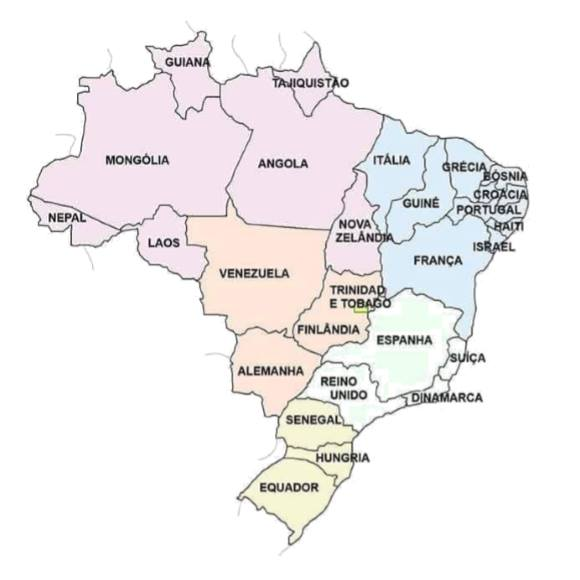 GUIANA
TAJIQUISTÃO
MONGÓLIA
ANGOLA
ITÁLIA
GRÉCIA
BÓSNIA
CROÁCIA
GUINÉ
PORTUGAL
NEPAL
NOVA
ZELÂNDIA
HAITI
LAOS
ISRAEL
FRANÇA
VENEZUELA
TRINIDAD
E TOBAGO
FINLÂNDIA
ESPANHA
SUÍÇA
ALEMANHA
REINO
UNIDO
DINAMARCA
SENEGAL
HUNGRIA
EQUADOR